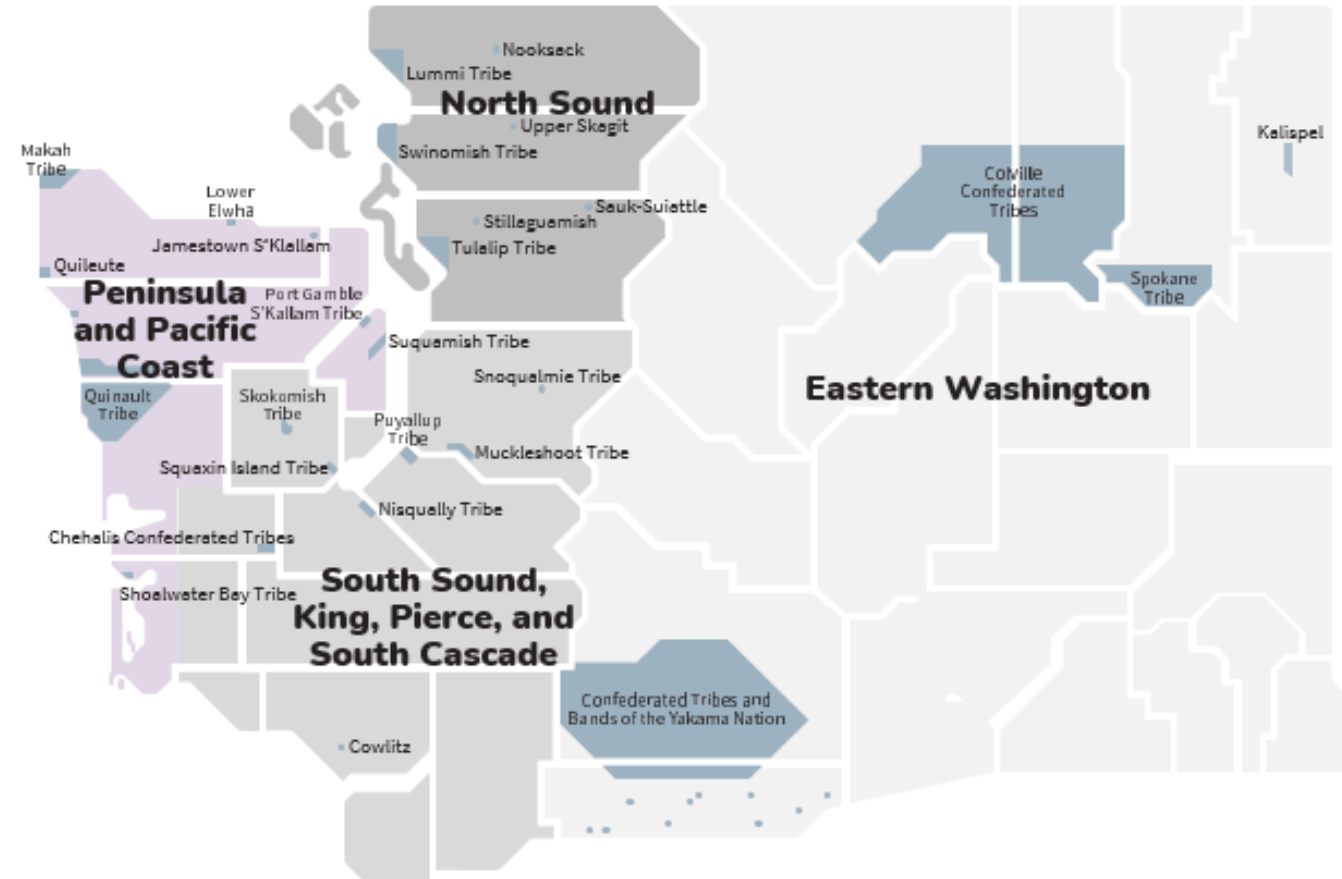 Nooksack
Lummi Tribe
North Sound
Upper Skagit
Swinomish Tribe
Kalispel
Makah
Tribe
Colville
Confederated
Tribes
Lower
Elwha
Sauk-Suiattle
Stillaguamish
Jamestown S'Klallam
Tulalip Tribe
Quileute
Spokane
Tribe
Peninsula
and Pacific
Coast
Port Gamble
S'Kallam Tribe
Suquamish Tribe
Snoqualmie Tribe
Eastern Washington
Quinault
Tribe
Skokomish
Tribe
Puyallup
Tribe
Muckleshoot Tribe
Squaxin Island Tribe
Nisqually Tribe
Chehalis Confederated Tribes
Shoalwater Bay Tribe
South Sound,
King, Pierce, and
South Cascade
Confederated Tribes and
Bands of the Yakama Nation
Cowlitz